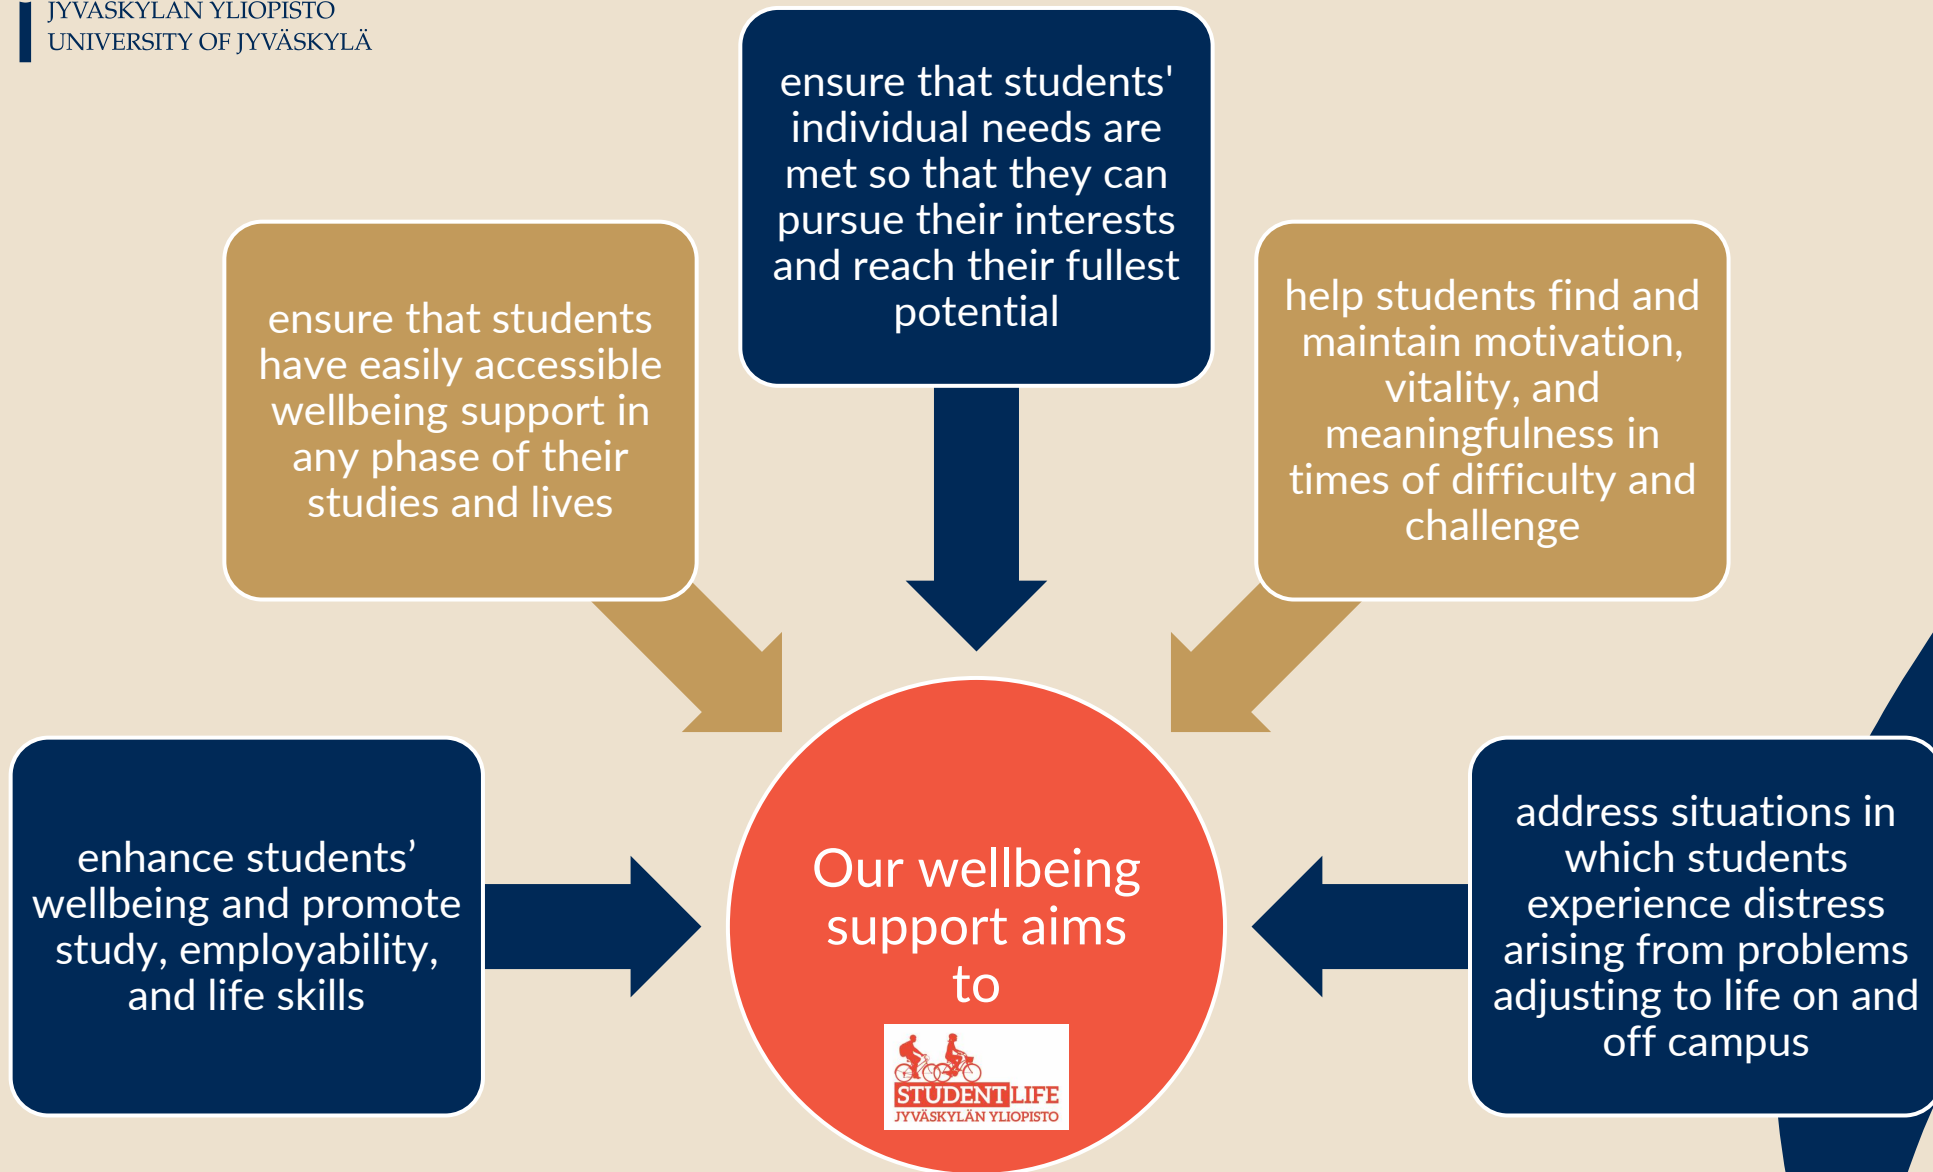 JYVÄSKYLÄN YLIOPISTO
UNIVERSITY OF JYVÄSKYLÄ
ensure that students'
individual needs are
met so that they can
pursue their interests
and reach their fullest
potential
ensure that students
have easily accessible
wellbeing support in
any phase of their
studies and lives
help students find and
maintain motivation,
vitality, and
meaningfulness in
times of difficulty and
challenge
enhance students’
wellbeing and promote
study, employability,
and life skills
Our wellbeing
support aims
to
STUDENT LIFE
JYVÄSKYLÄN YLIOPISTO
address situations in
which students
experience distress
arising from problems
adjusting to life on and
off campus